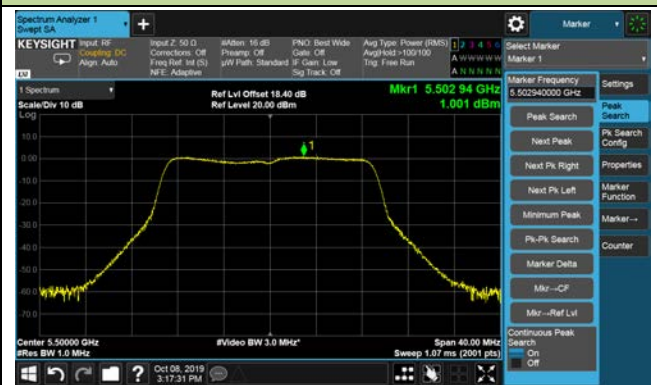 Spectrum Analyzer 1
Swept SA
+
Marker
KEYSIGHT
Input: RF
Coupling: DC
Align: Auto
Input Z: 50 Ω
Corrections: Off
Freq Ref: Int (S)
NFE: Adaptive
#Atten: 16 dB
Preamp: Off
µW Path: Standard
PNO: Best Wide
Gate: Off
IF Gain: Low
Sig Track: Off
Avg Type: Power (RMS)
Avg|Hold:>100/100
Trig: Free Run
1 2 3 4 5 6
A W W W W W
A N N N N N
LXI
Select Marker
Marker 1
1 Spectrum
Scale/Div 10 dB
Log
Ref Lvl Offset 18.40 dB
Ref Level 20.00 dBm
Mkr1 5.502 94 GHz
1.001 dBm
10.0
0.00
-10.0
-20.0
-30.0
-40.0
-50.0
-60.0
-70.0
1
Center 5.50000 GHz
#Res BW 1.0 MHz
#Video BW 3.0 MHz*
Span 40.00 MHz
Sweep 1.07 ms (2001 pts)
Marker Frequency
5.502940000 GHz
Peak Search
Next Peak
Next Pk Right
Next Pk Left
Minimum Peak
Pk-Pk Search
Marker Delta
Mkr→CF
Mkr→Ref Lvl
Continuous Peak
Search
On
Off
Settings
Peak
Search
Pk Search
Config
Properties
Marker
Function
Marker→
Counter
?
Oct 08, 2019
3:17:31 PM